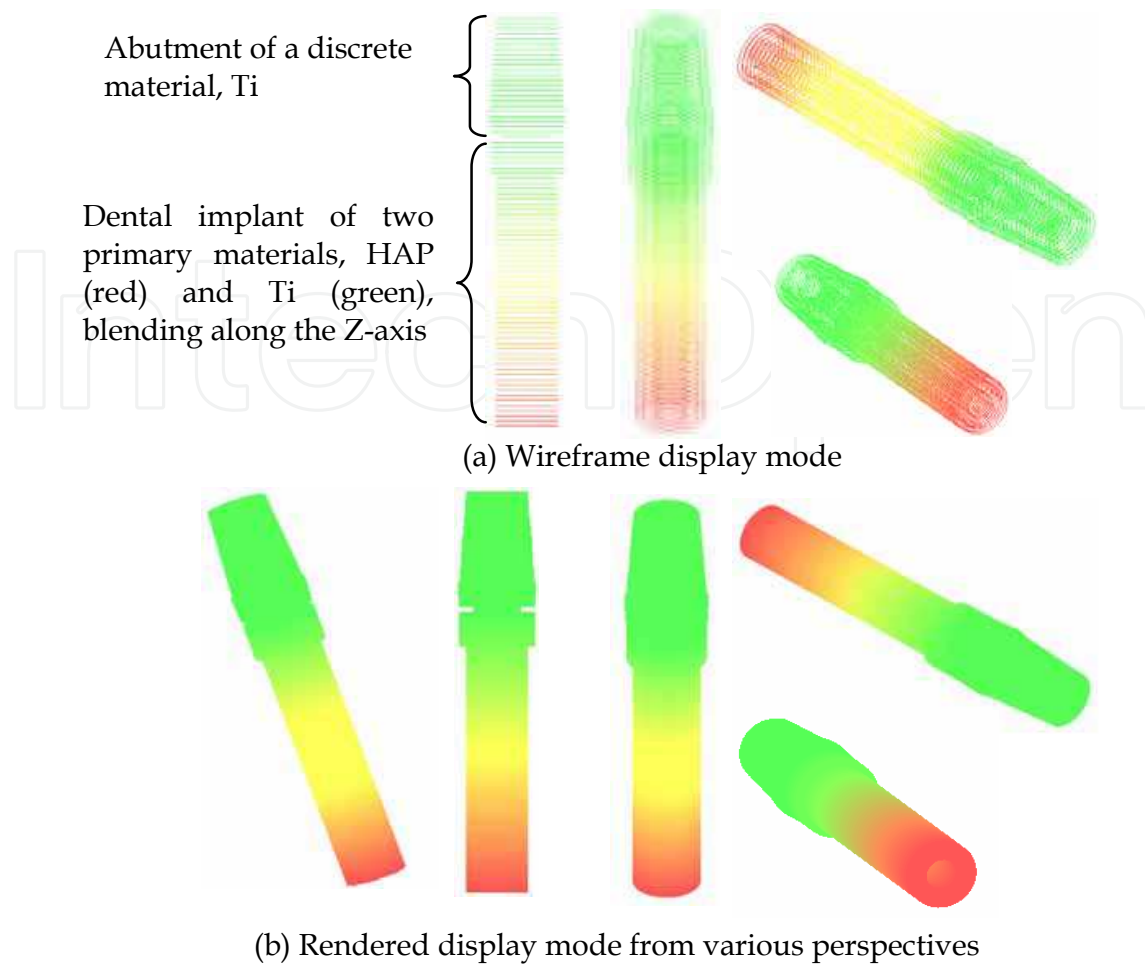 Abutment of a discrete
material, Ti
Dental implant of two
primary materials, HAP
(red) and Ti (green),
blending along the Z-axis
IntechOpen
(a) Wireframe display mode
(b) Rendered display mode from various perspectives